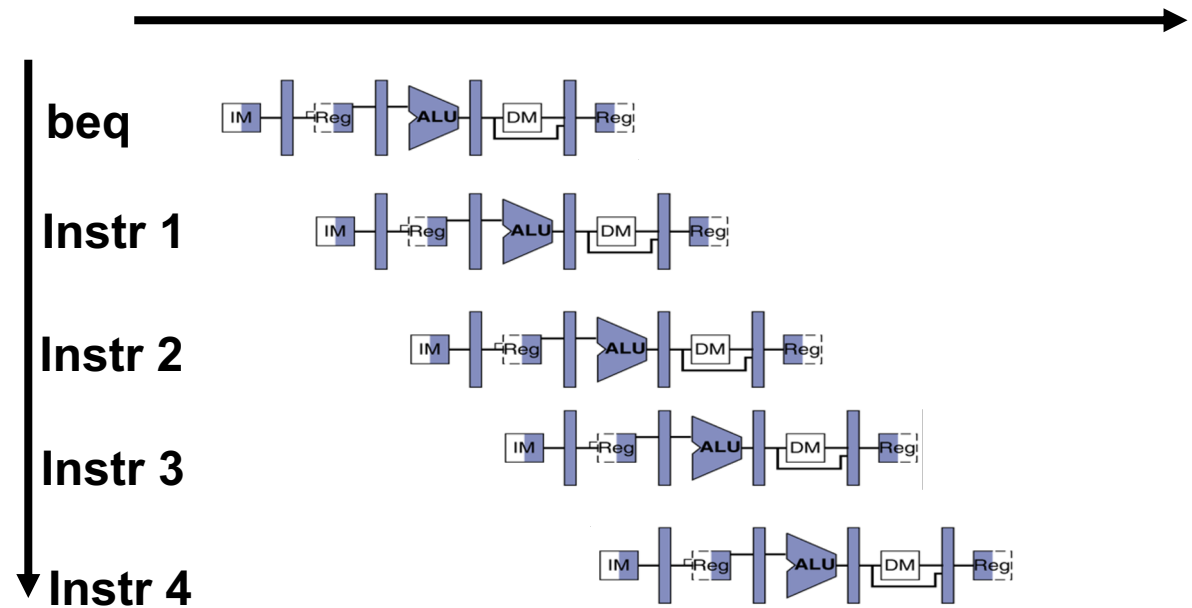 beq IM Reg ALU DM Reg
Instr 1 IM Reg ALU DM Reg
Instr 2 IM Reg ALU DM Reg
Instr 3 IM Reg ALU DM Reg
Instr 4 IM Reg ALU DM Reg